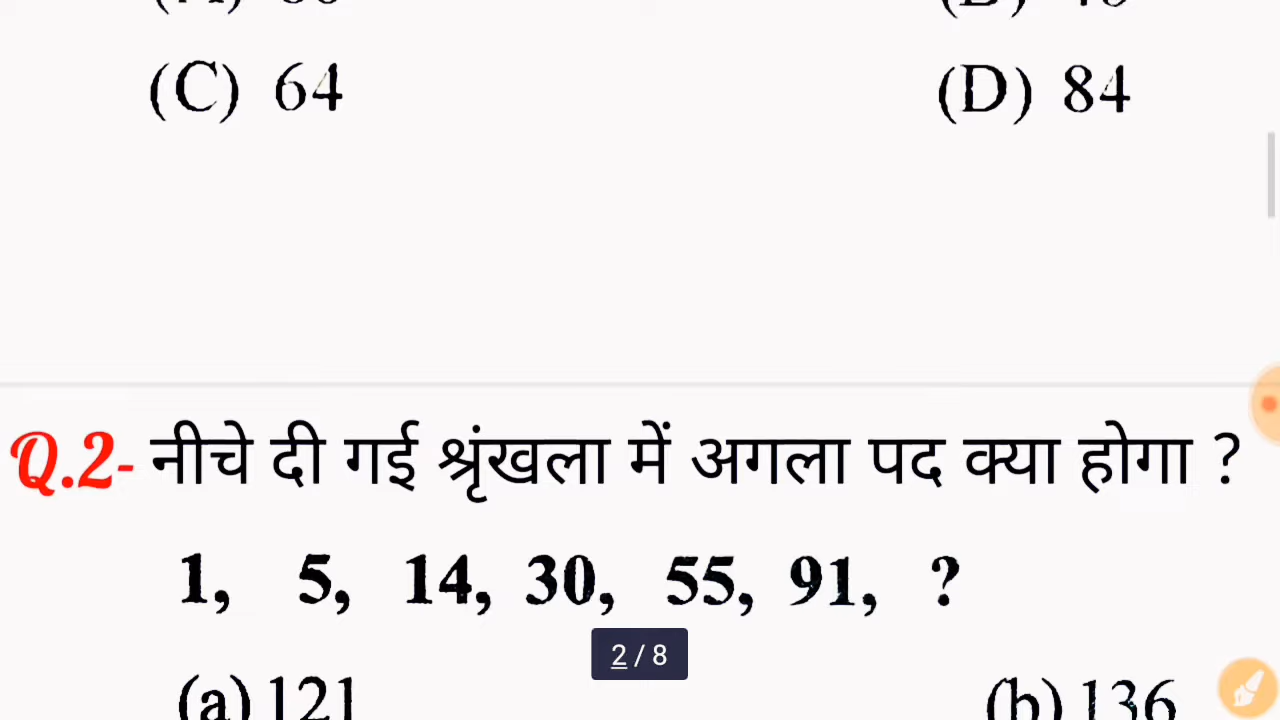 (C) 64 (D) 84
Q.2- नीचे दी गई श्रृंखला में अगला पद क्या होगा ?
1, 5, 14, 30, 55, 91, ?
2 / 8
(a) 121 (b) 136